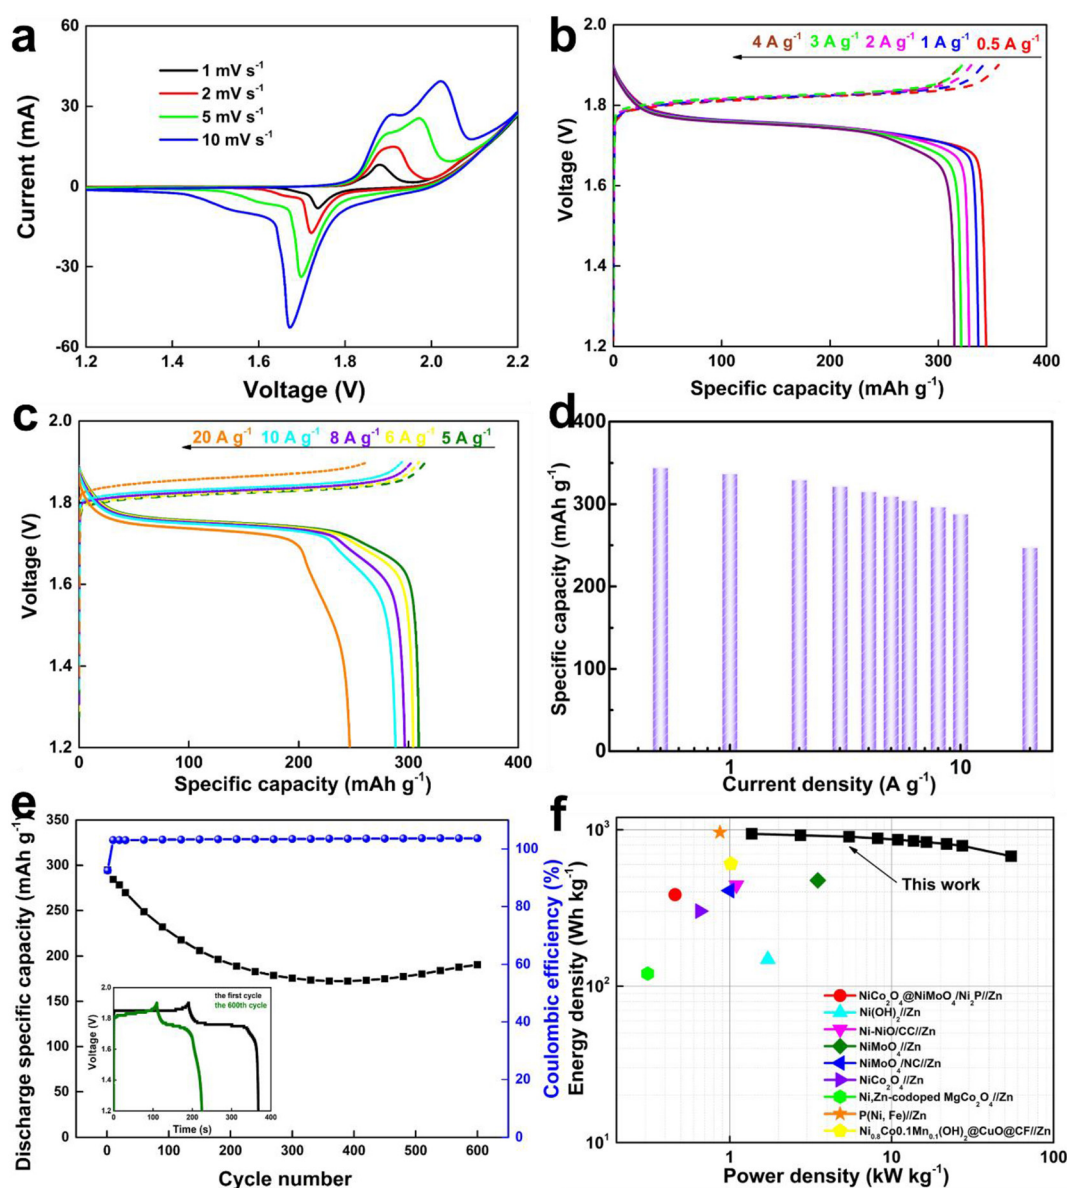 a
60
30
0
-30
-60
Current (mA)
1 mV s⁻¹
2 mV s⁻¹
5 mV s⁻¹
10 mV s⁻¹
1.2 1.4 1.6 1.8 2.0 2.2
Voltage (V)
b
2.0
1.8
1.6
1.4
1.2
Voltage (V)
4 A g⁻¹ 3 A g⁻¹ 2 A g⁻¹ 1 A g⁻¹ 0.5 A g⁻¹
0 100 200 300 400
Specific capacity (mAh g⁻¹)
c
2.0
1.8
1.6
1.4
1.2
Voltage (V)
20 A g⁻¹ 10 A g⁻¹ 8 A g⁻¹ 6 A g⁻¹ 5 A g⁻¹
0 100 200 300 400
Specific capacity (mAh g⁻¹)
d
400
300
200
100
0
Specific capacity (mAh g⁻¹)
1 10
Current density (A g⁻¹)
e
350
300
250
200
150
100
50
0
Discharge specific capacity (mAh g⁻¹)
100
80
60
40
20
0
Coulombic efficiency (%)
the first cycle
the 600th cycle
2.0
1.8
1.6
1.4
1.2
Voltage (V)
0 100 200 300 400
Time (s)
0 100 200 300 400 500 600
Cycle number
f
10³
10²
10¹
Energy density (Wh kg⁻¹)
This work
NiCo₂O @NiMoO₄/Ni₂P//Zn
Ni(OH)₂//Zn
Ni-NiO/CC//Zn
NiMoO₄//Zn
NiMoO₄/NC//Zn
NiCo₂O₄//Zn
Ni,Zn-codoped MgCo₂O₄//Zn
P(Ni, Fe)//Zn
Ni₀.₈Co0.1Mn₀.₁(OH)₂@CuO@CF//Zn
1 10 100
Power density (kW kg⁻¹)